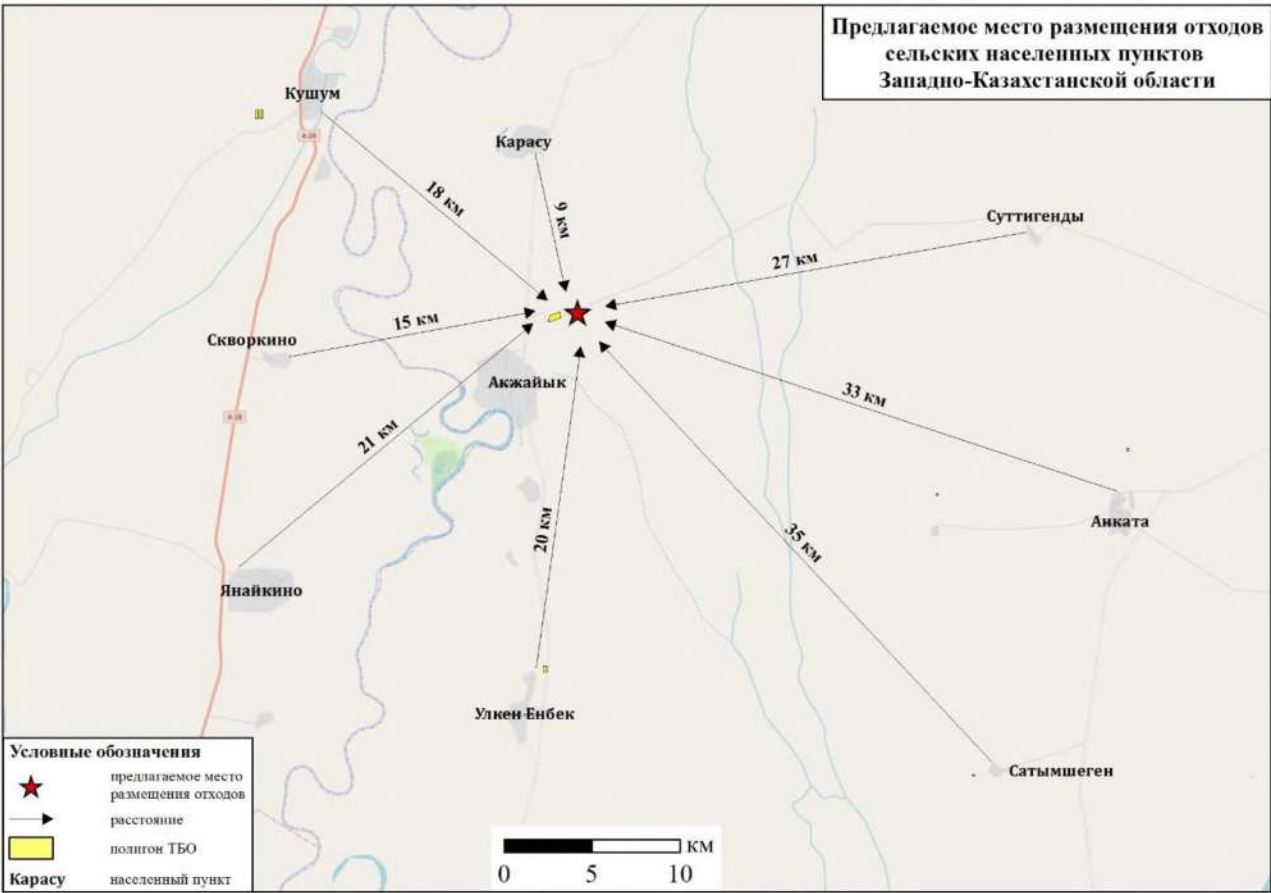 Предлагаемое место размещения отходов
сельских населенных пунктов
Западно-Казахстанской области
Кушум
А-28
Карасу
18 км
9 км
Суттигенды
27 км
15 км
Скворкино
Акжайык
33 км
А-28
21 км
20 км
35 км
Анката
Янайкино
Улкен Енбек
Сатымшеген
Условные обозначения
предлагаемое место
размещения отходов
расстояние
полигон ТБО
Карасу
населенный пункт
КМ
0 5 10